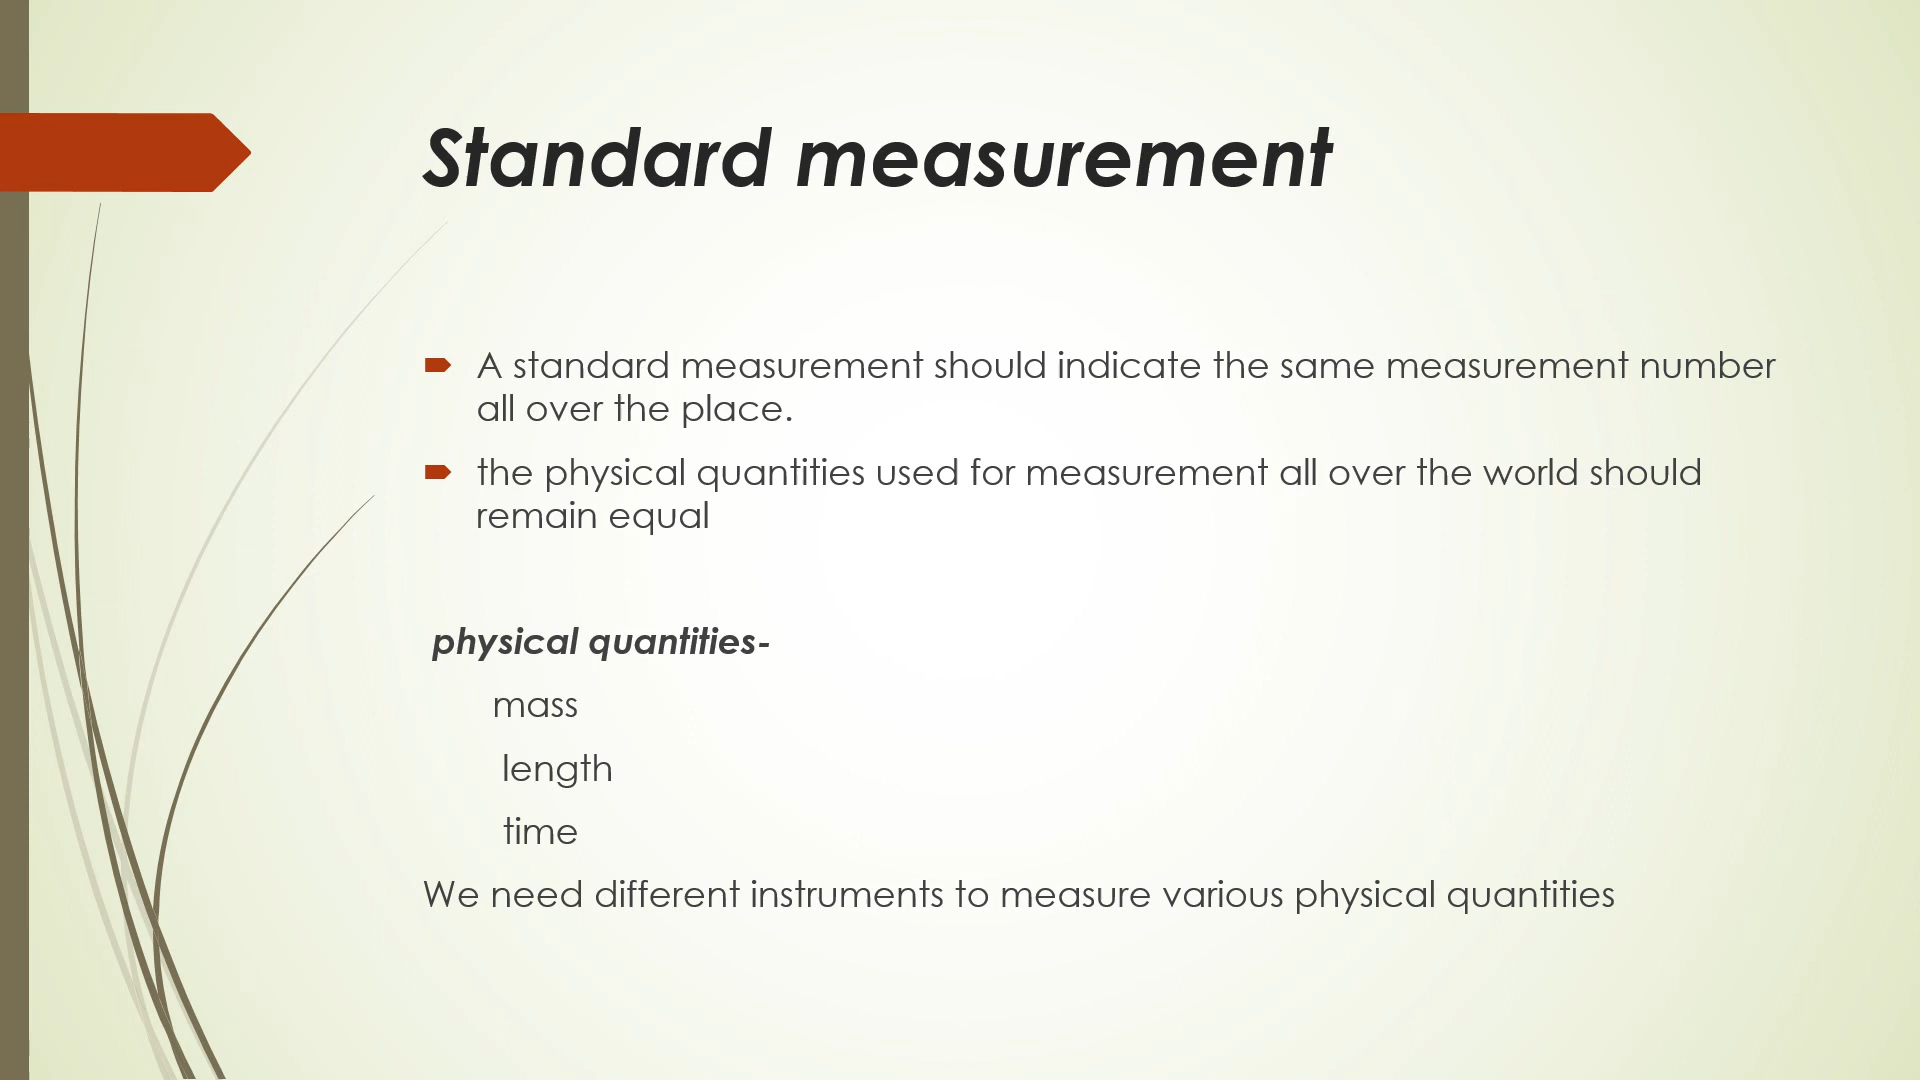 Standard measurement
A standard measurement should indicate the same measurement number
all over the place.
the physical quantities used for measurement all over the world should
remain equal
physical quantities-
mass
length
time
We need different instruments to measure various physical quantities